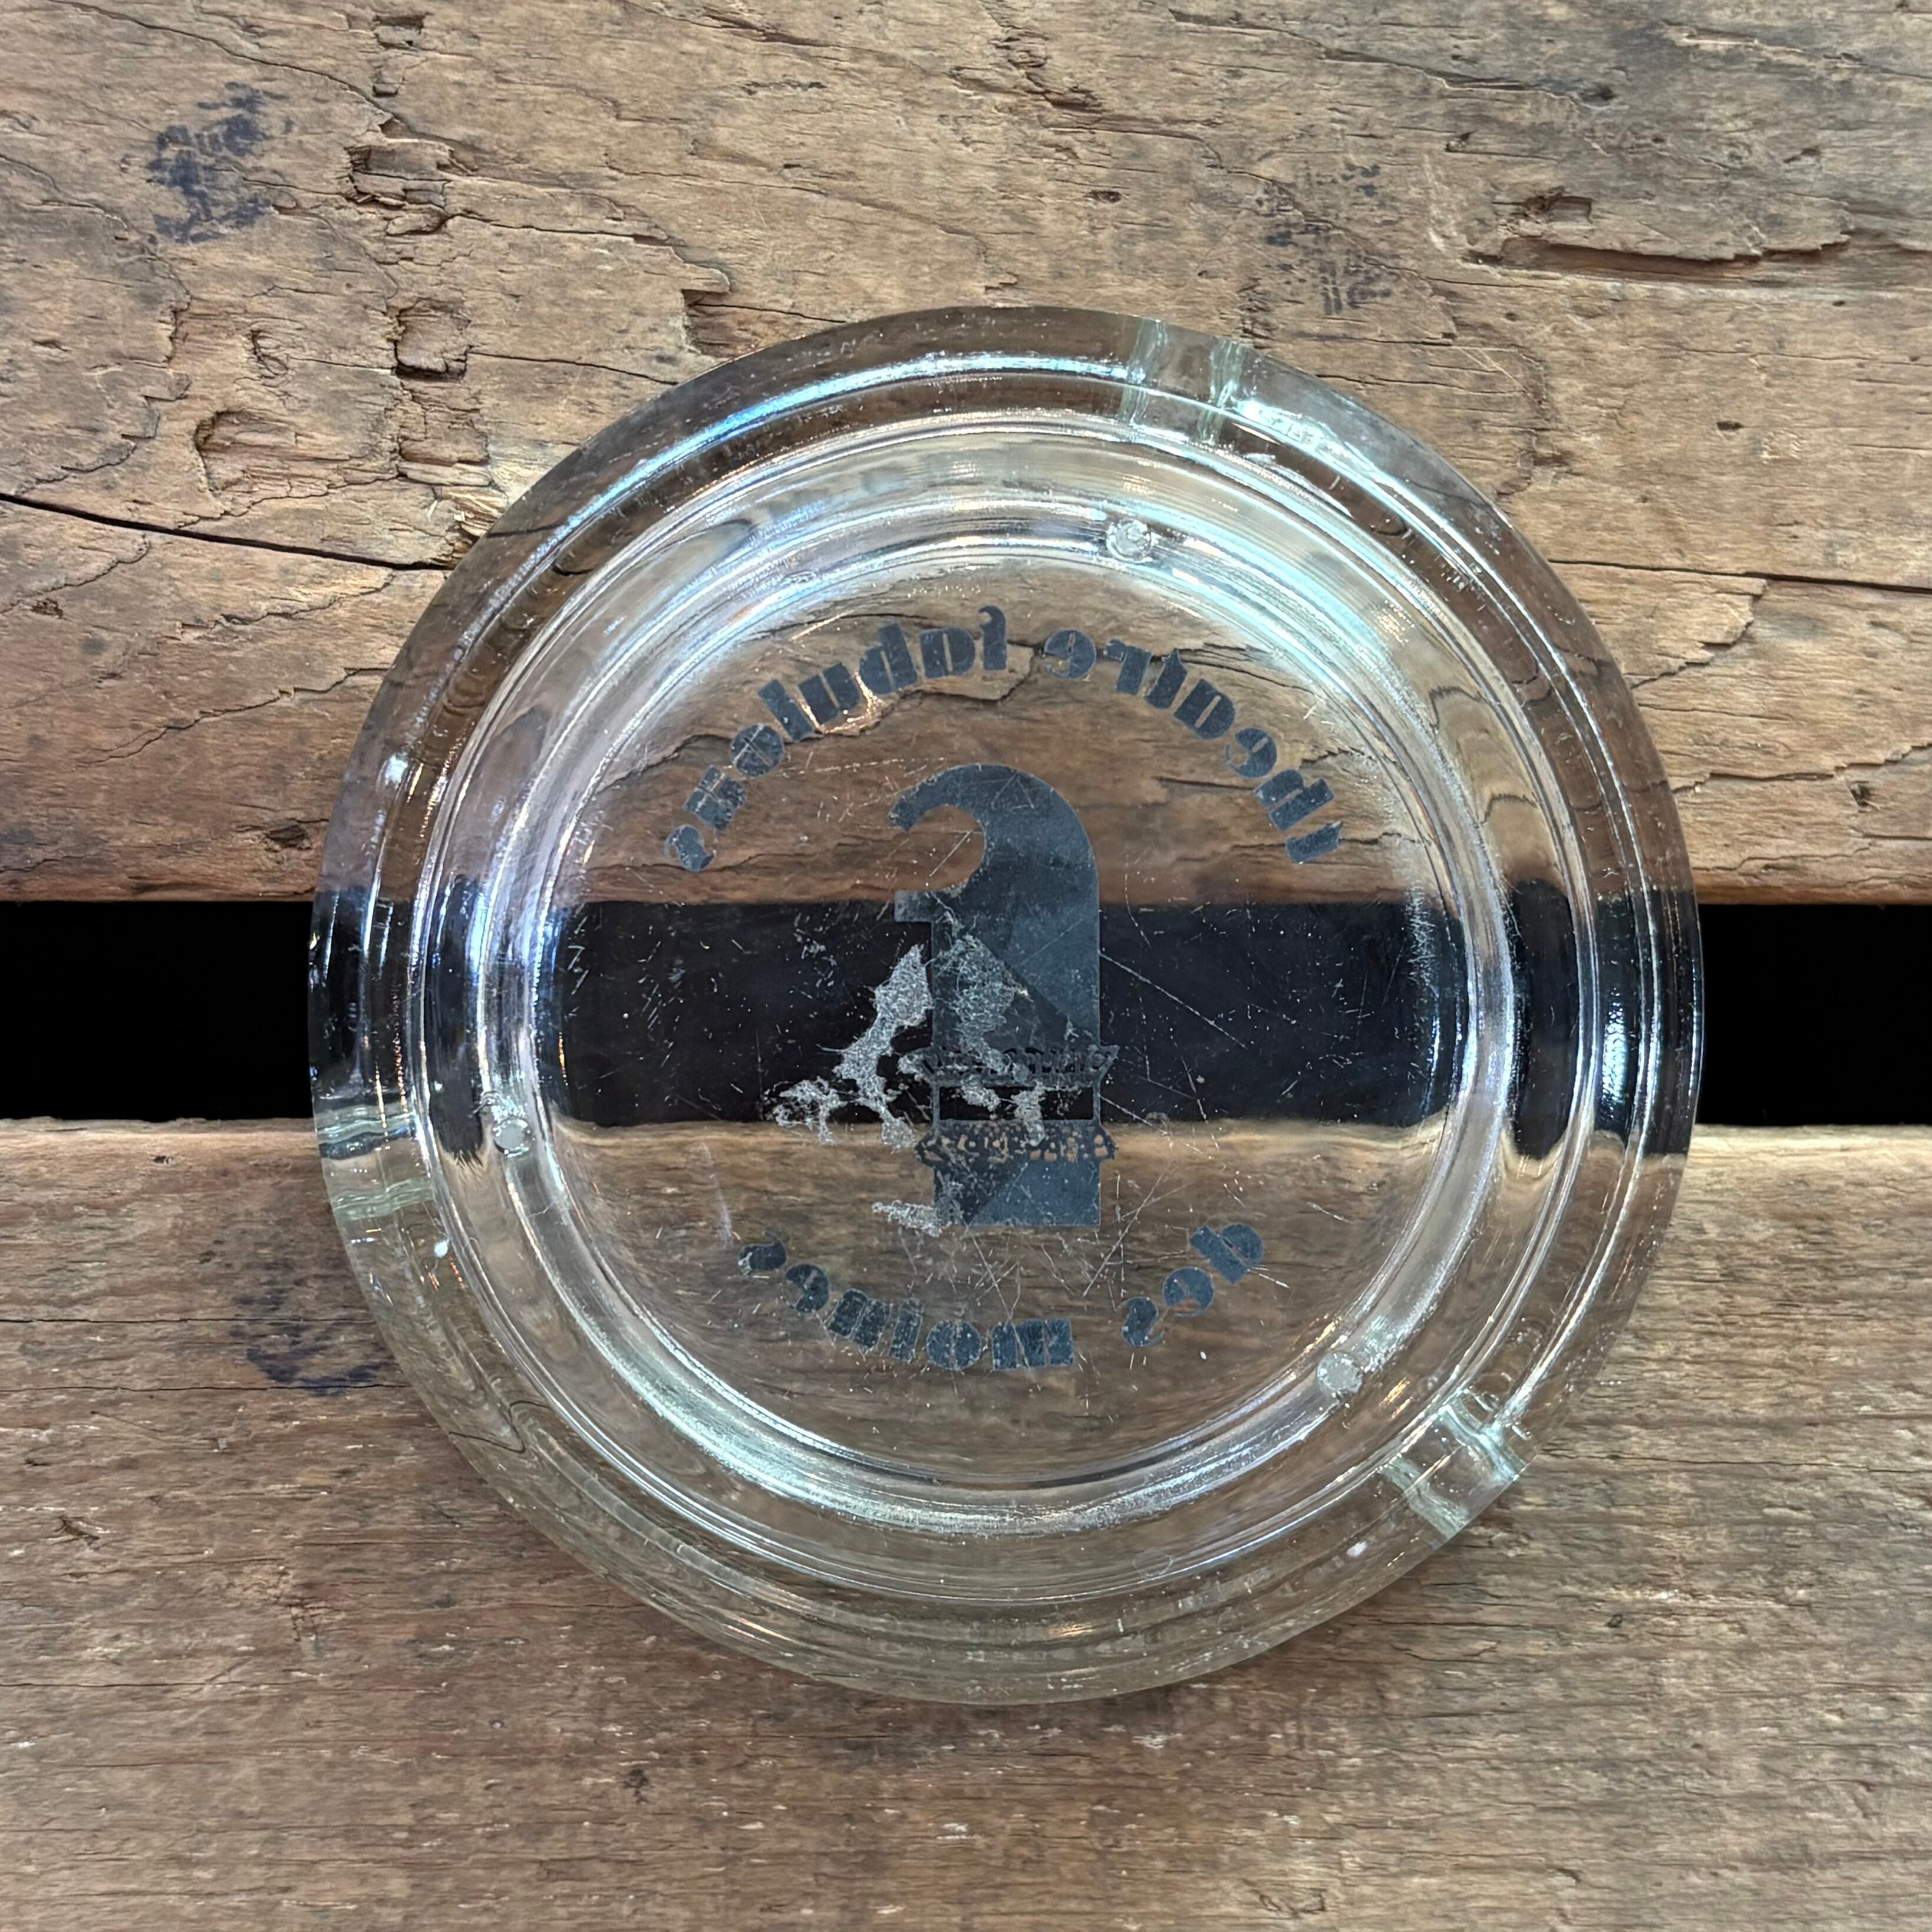 theatre fabulous
des moines